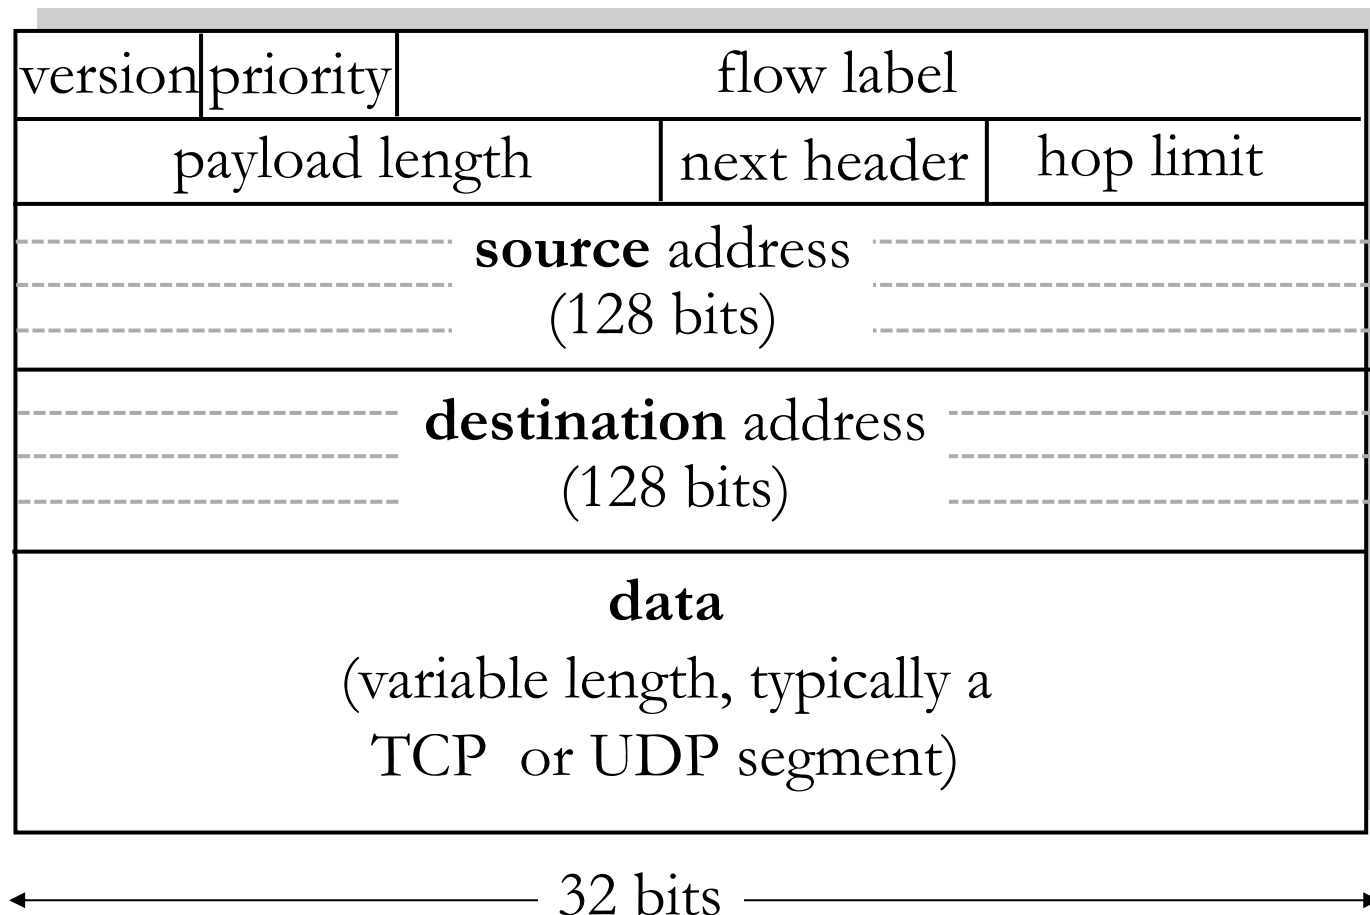 version priority flow label
payload length next header hop limit
source address
(128 bits)
destination address
(128 bits)
data
(variable length, typically a
TCP or UDP segment)
32 bits